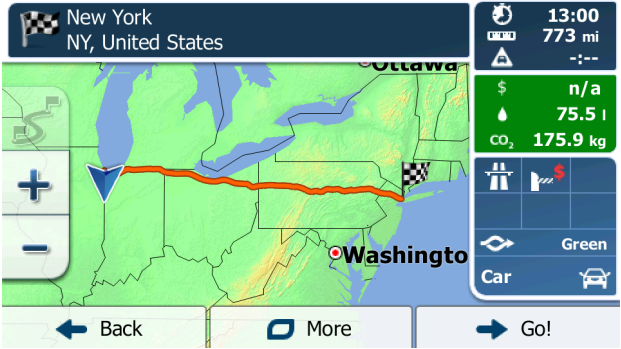 New York
NY, United States
13:00
773 mi
-:--
$ n/a
75.5 l
CO₂ 175.9 kg
Ottawa
Washingto
$
Green
Car
+
−
Back
More
Go!